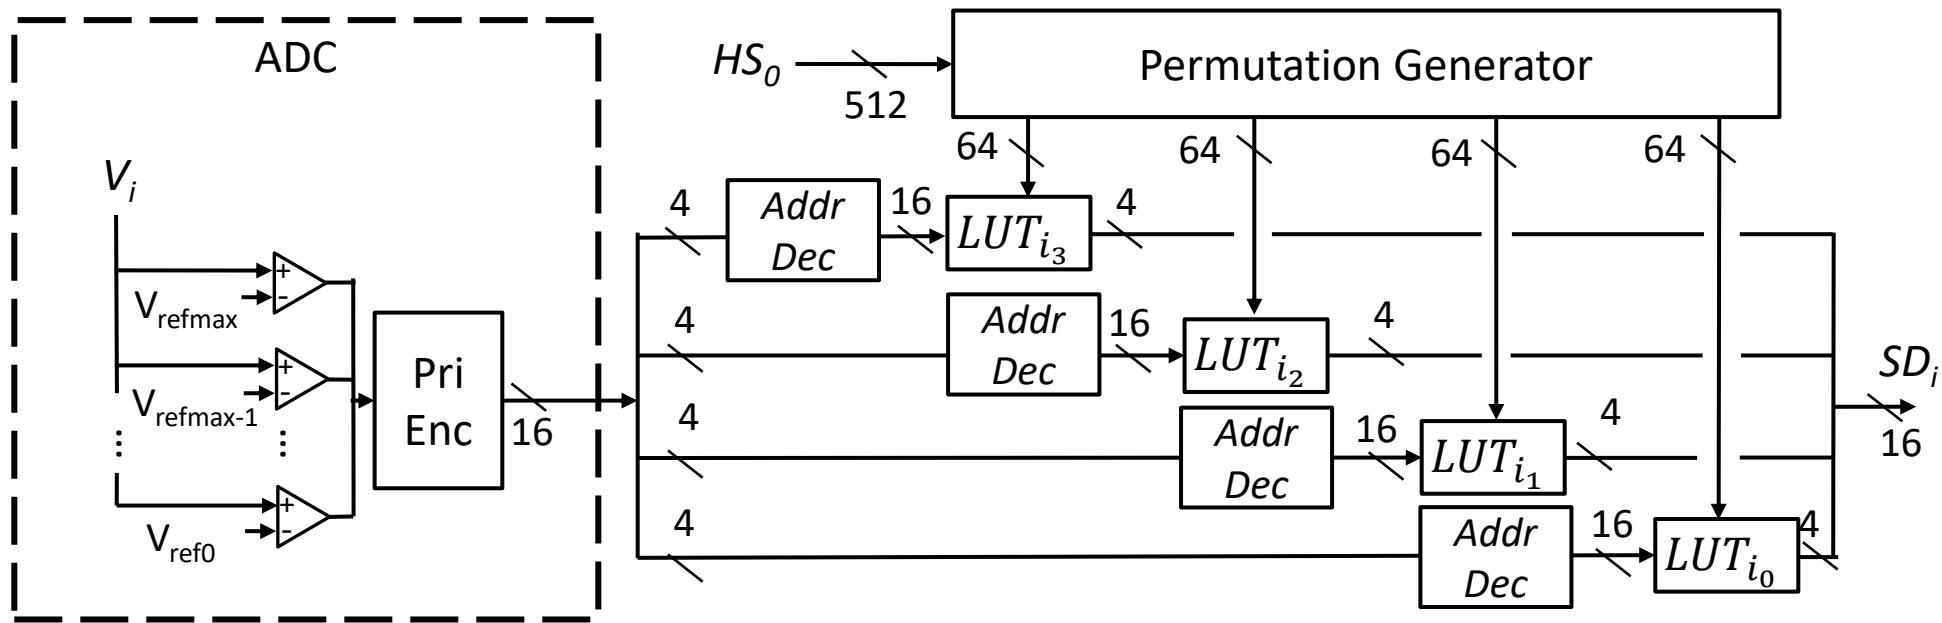 ADC
HS0
512
Permutation Generator
64
64
64
64
Vi
4
Addr
Dec
16
LUTi3
4
+
-
Vrefmax
4
Addr
Dec
16
LUTi2
4
+
-
Vrefmax-1
Pri
Enc
16
4
Addr
Dec
16
LUTi1
4
SDi
16
...
...
+
-
Vref0
4
Addr
Dec
16
LUTi0
4